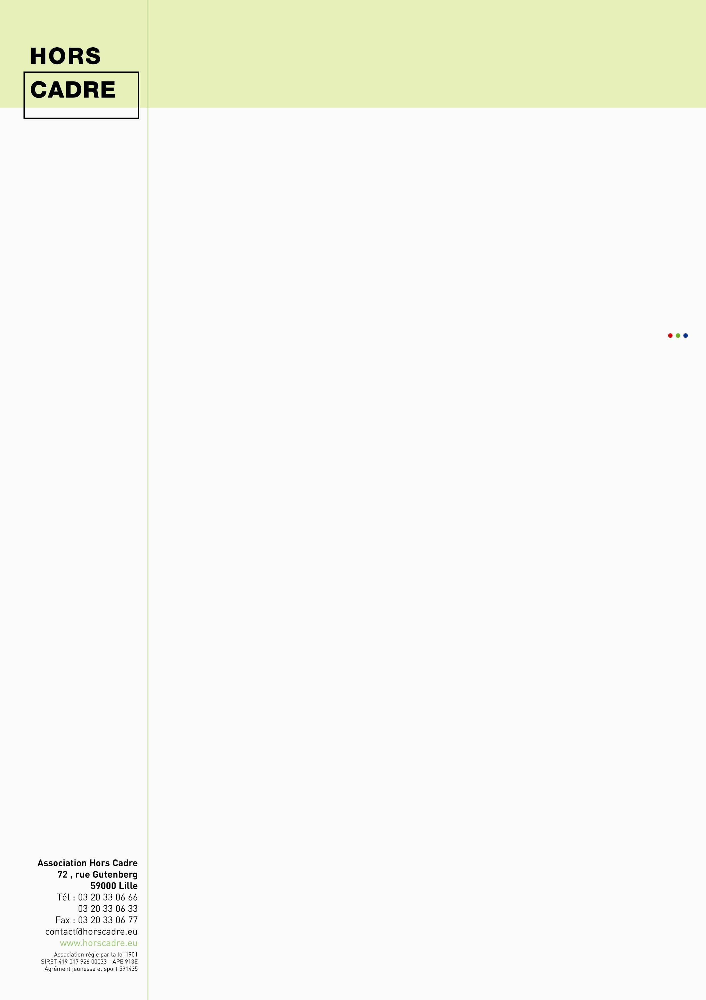 HORS
CADRE
Association Hors Cadre
72 , rue Gutenberg
59000 Lille
Tél : 03 20 33 06 66
03 20 33 06 33
Fax : 03 20 33 06 77
contact@horscadre.eu
www.horscadre.eu
Association régie par la loi 1901
SIRET 419 017 926 00033 - APE 913E
Agrément jeunesse et sport 591435